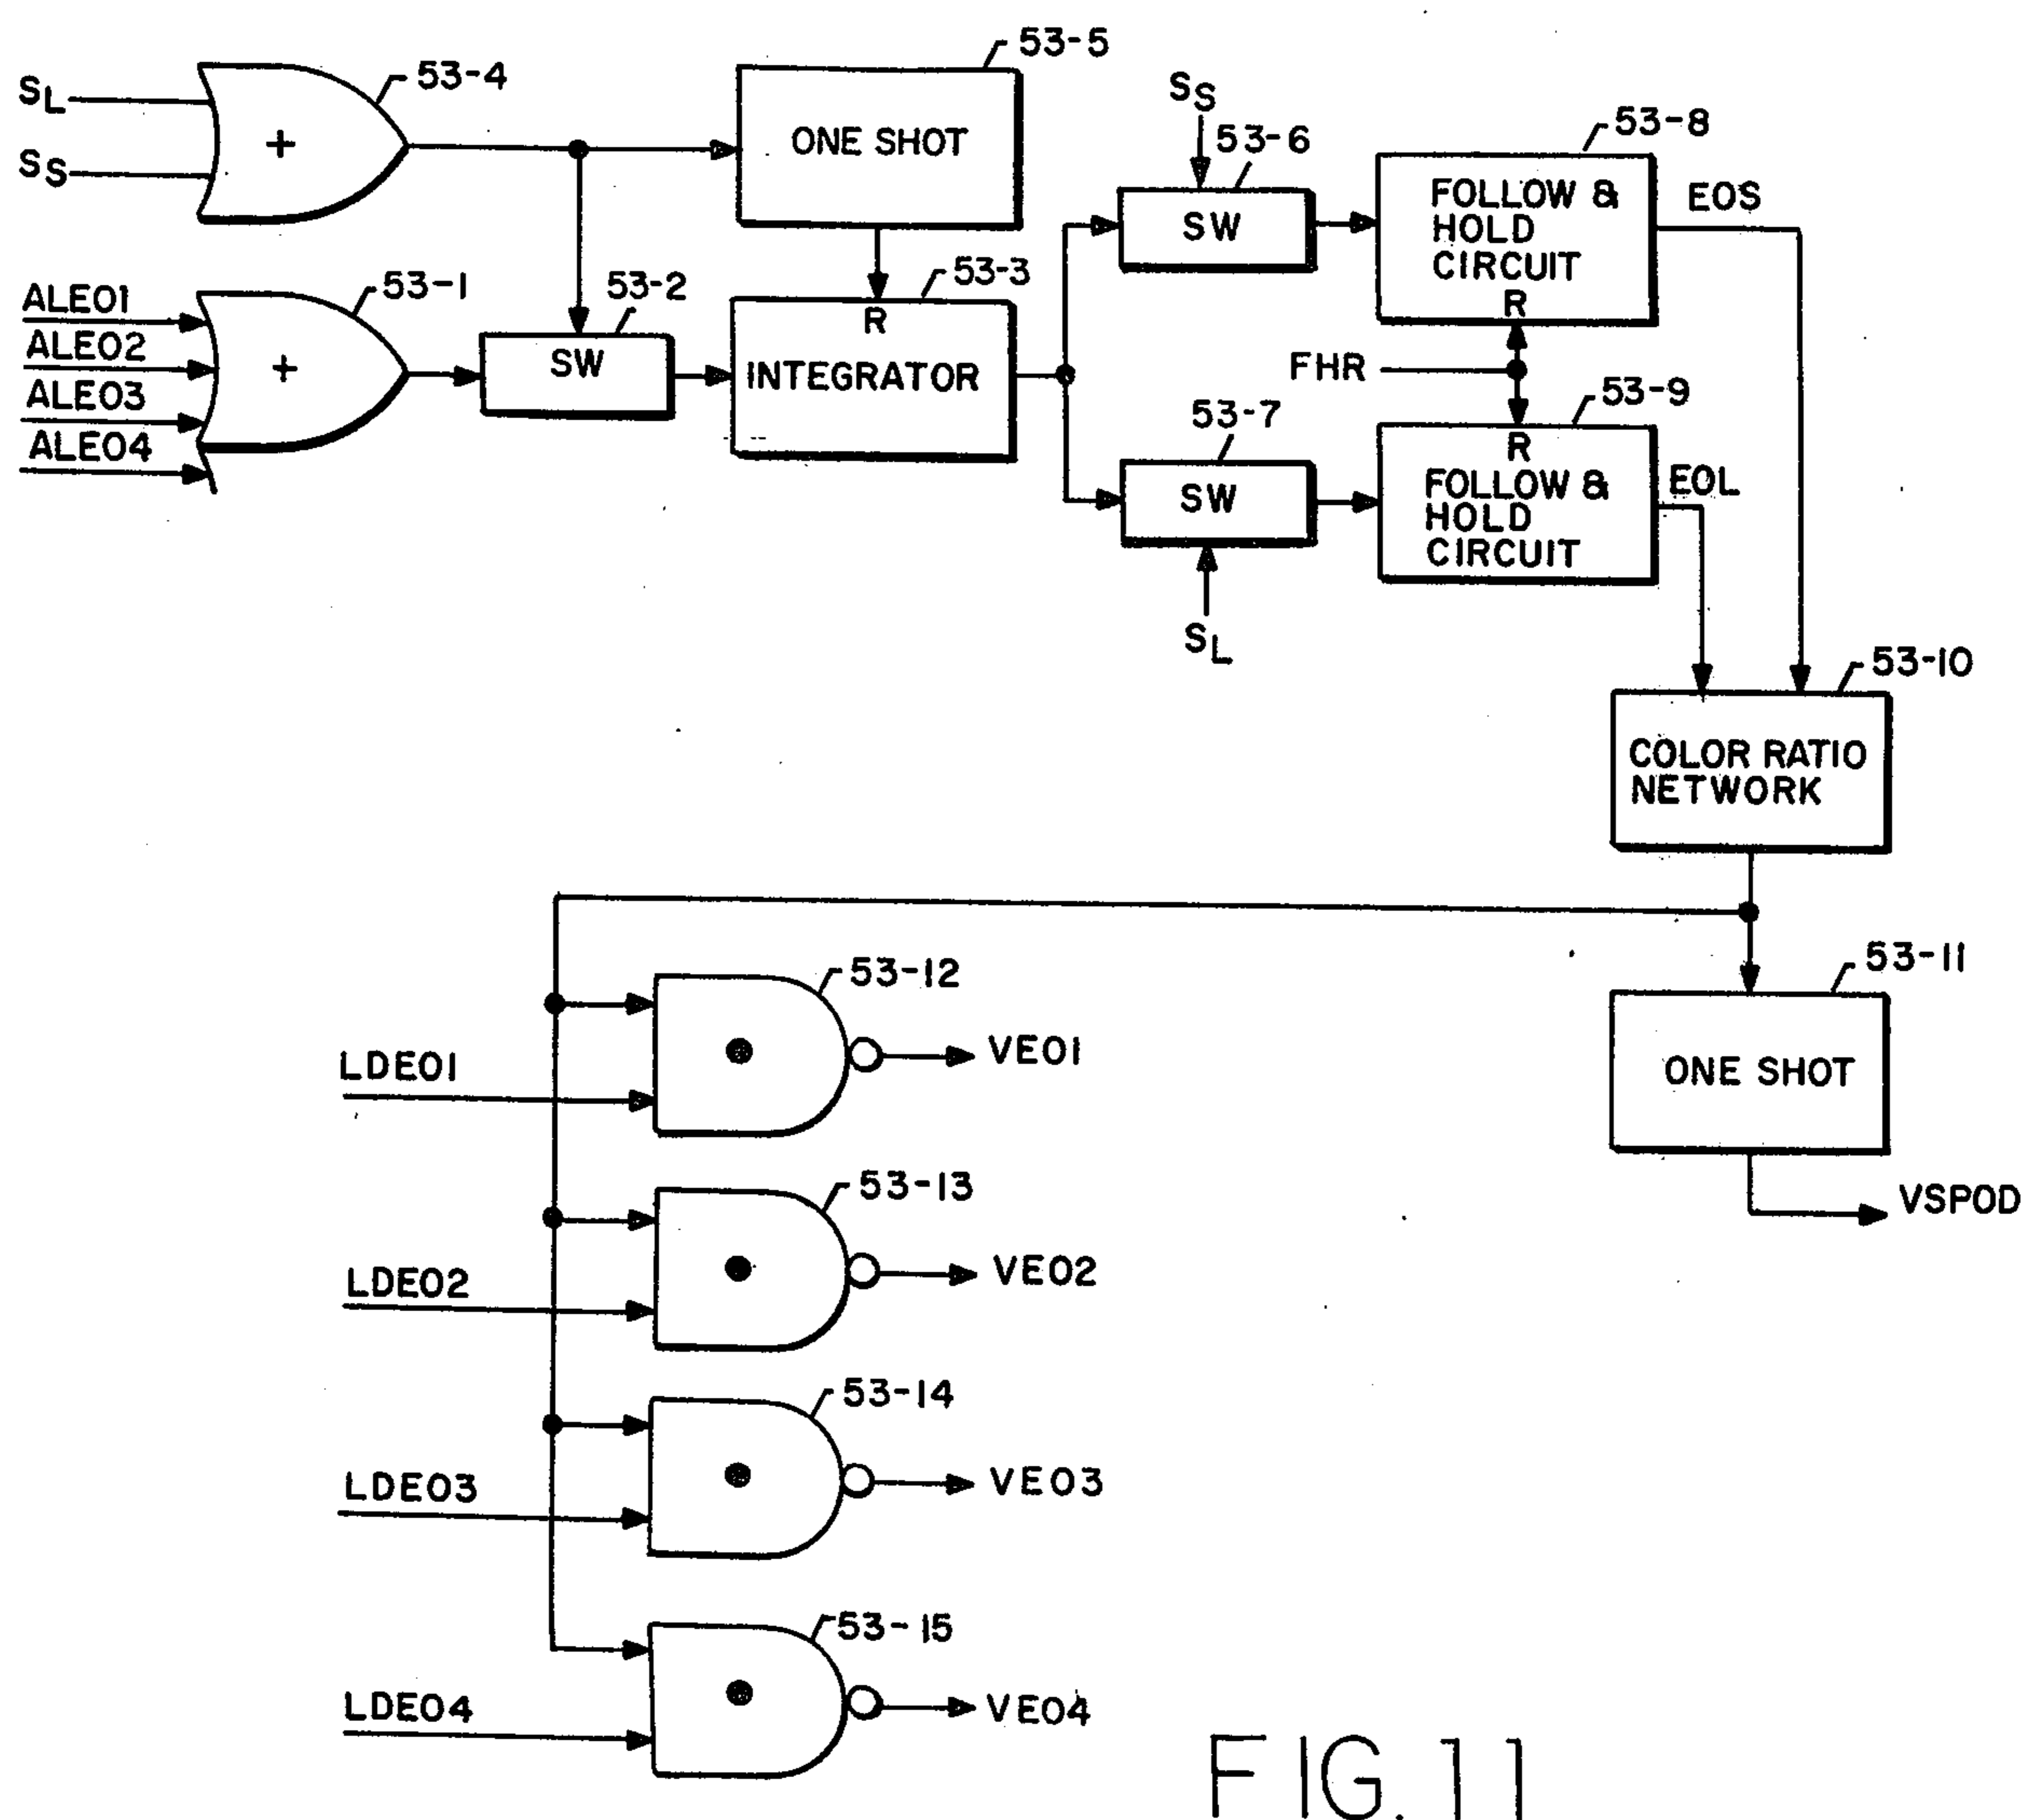 53-5
53-4
SL
+
SS
ONE SHOT
SS
53-6
SW
53-8
FOLLOW &
HOLD
CIRCUIT
R
EOS
ALE01
ALE02
ALE03
ALE04
53-1
+
53-2
SW
53-3
R
INTEGRATOR
FHR
53-7
SW
SL
53-9
R
FOLLOW &
HOLD
CIRCUIT
EOL
53-10
COLOR RATIO
NETWORK
53-11
ONE SHOT
VSPOD
53-12
LDE01
VE01
53-13
LDE02
VE02
53-14
LDE03
VE03
53-15
LDE04
VE04
FIG. 11